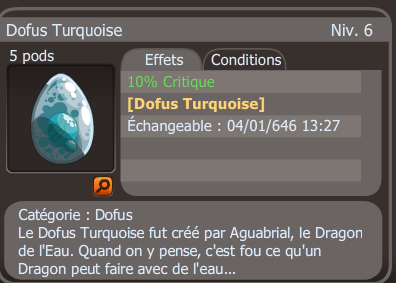 Dofus Turquoise Niv. 6
5 pods
Effets Conditions
10% Critique
[Dofus Turquoise]
Échangeable : 04/01/646 13:27
Catégorie : Dofus
Le Dofus Turquoise fut créé par Aguabrial, le Dragon
de l'Eau. Quand on y pense, c'est fou ce qu'un
Dragon peut faire avec de l'eau...